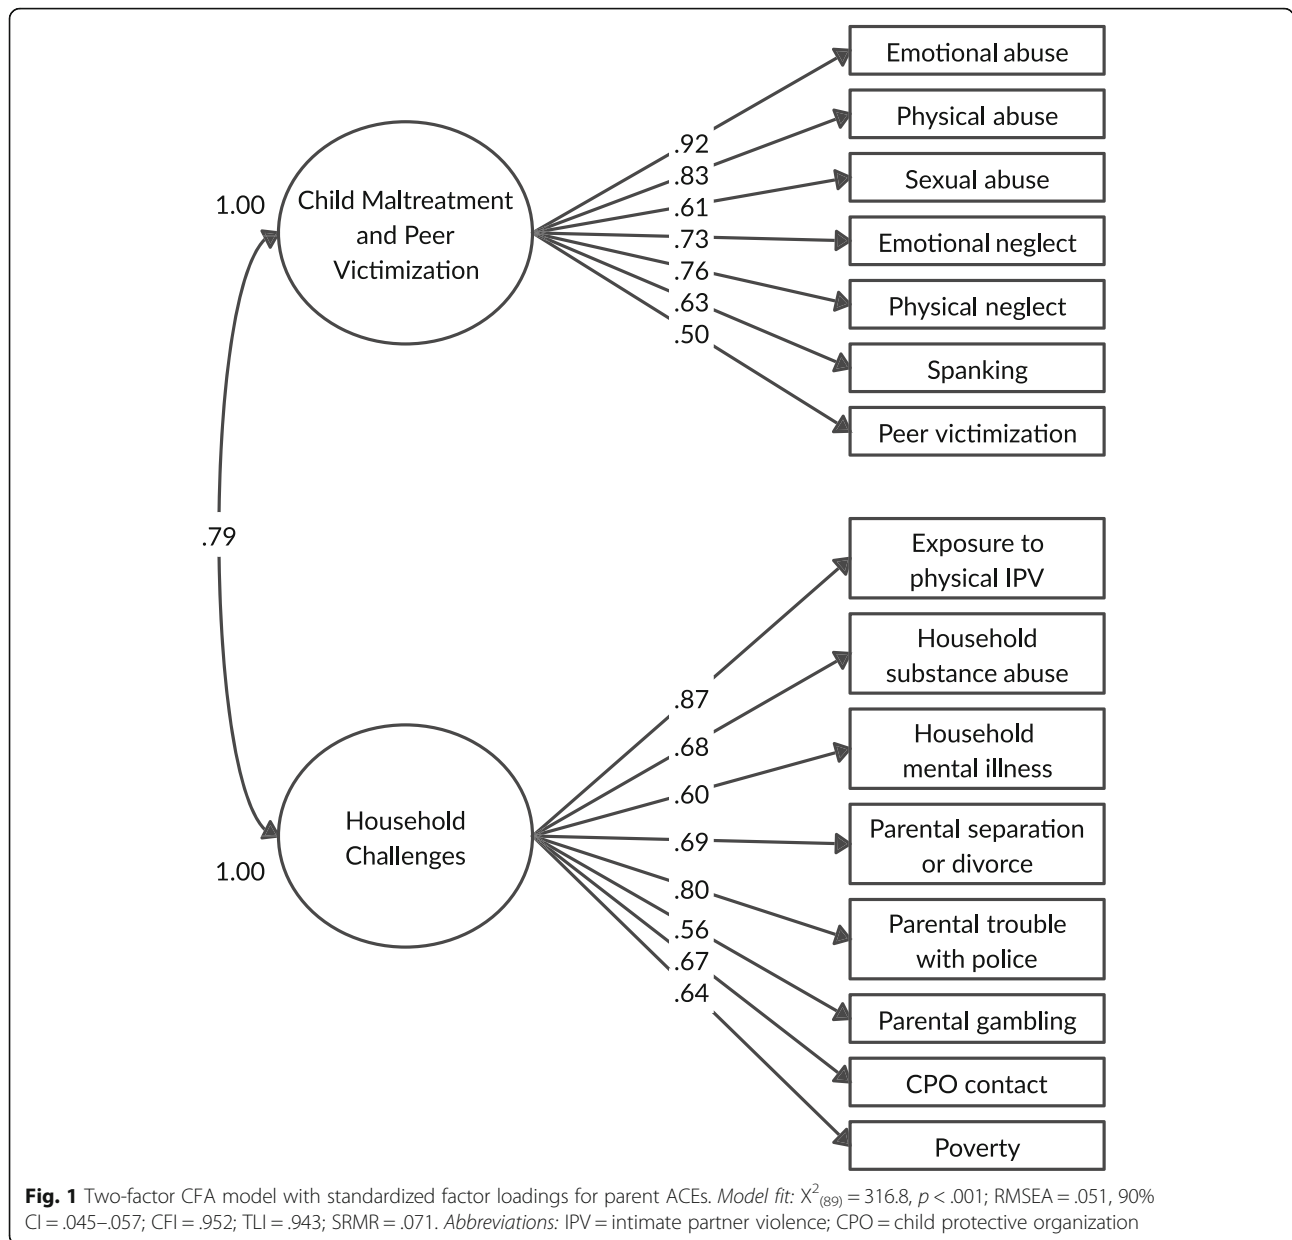 Emotional abuse
Physical abuse
Sexual abuse
Emotional neglect
Physical neglect
Spanking
Peer victimization
.92
.83
.61
.73
.76
.63
.50
1.00
Child Maltreatment
and Peer
Victimization
.79
Exposure to
physical IPV
Household
substance abuse
Household
mental illness
Parental separation
or divorce
Parental trouble
with police
Parental gambling
CPO contact
Poverty
.87
.68
.60
.69
.80
.56
.67
.64
Household
Challenges
1.00
Fig. 1 Two-factor CFA model with standardized factor loadings for parent ACEs. Model fit: X²₍₈₉₎ = 316.8, p < .001; RMSEA = .051, 90%
CI = .045–.057; CFI = .952; TLI = .943; SRMR = .071. Abbreviations: IPV = intimate partner violence; CPO = child protective organization